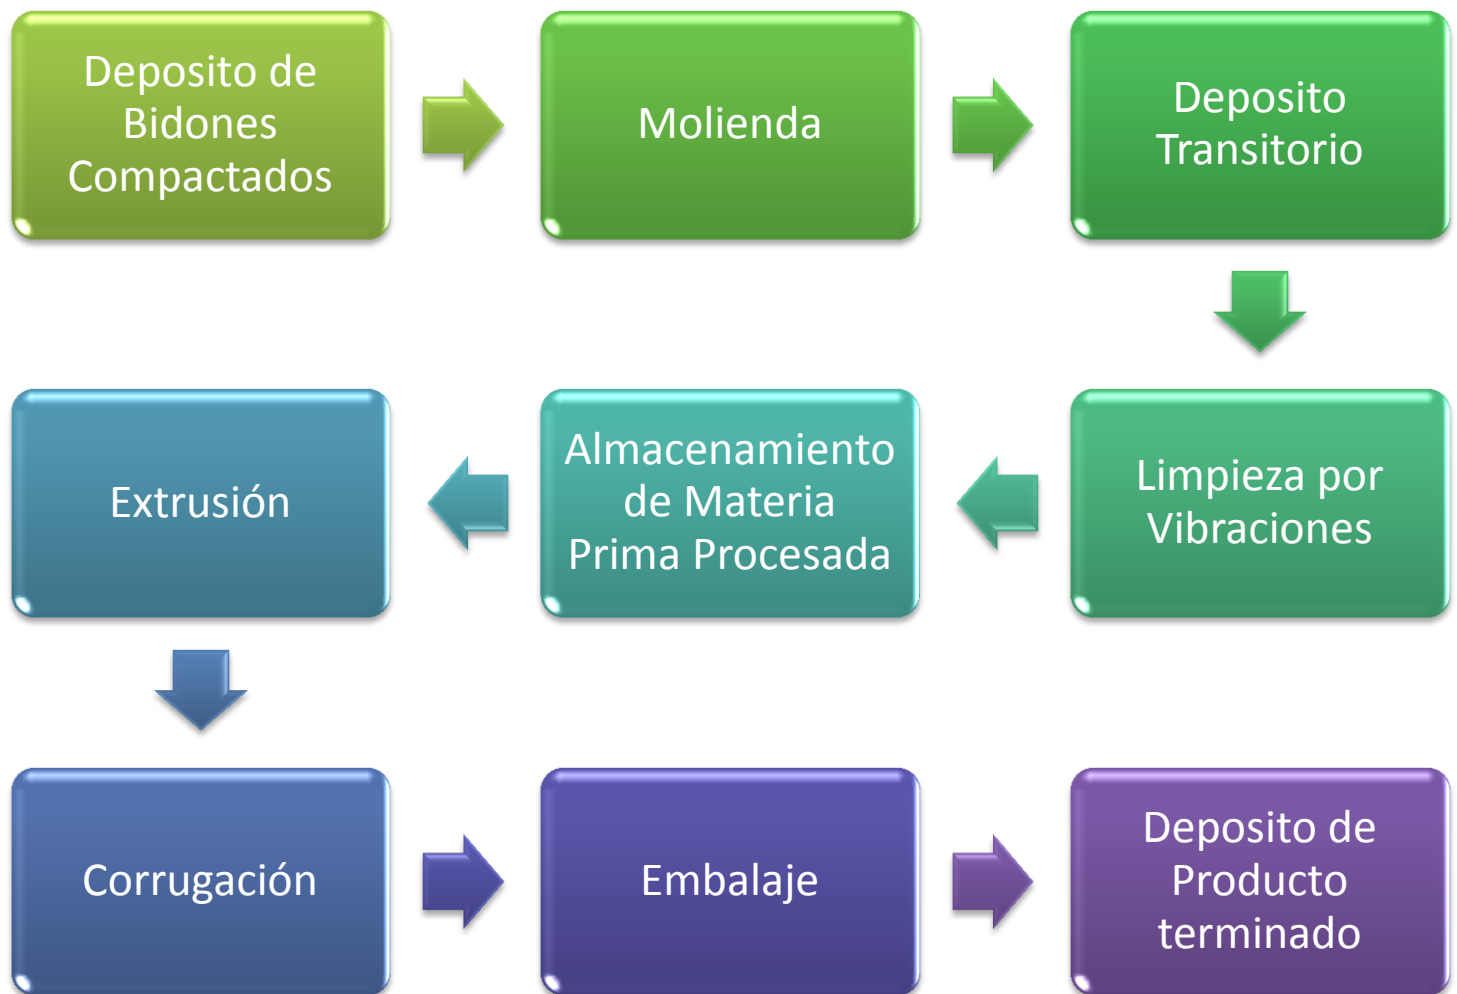 Deposito de
Bidones
Compactados
Molienda
Deposito
Transitorio
Limpieza por
Vibraciones
Almacenamiento
de Materia
Prima Procesada
Extrusión
Corrugación
Embalaje
Deposito de
Producto
terminado